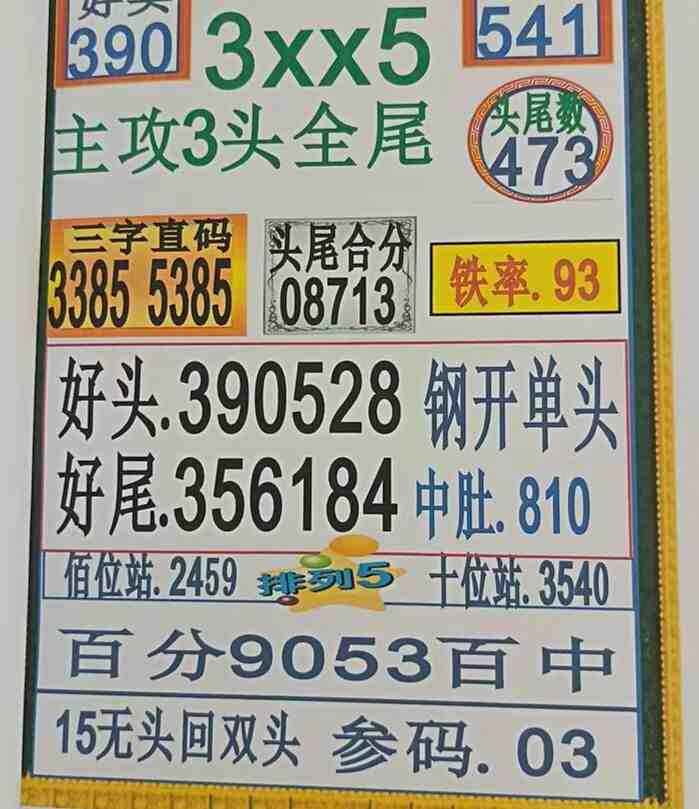 好头
390
3xx5
541
主攻3头全尾
头尾数
473
三字直码
3385 5385
头尾合分
08713
铁率.93
好头.390528
钢开单头
好尾.356184
中肚.810
佰位站.2459
排列5
十位站.3540
百分9053百中
15无头回双头
参码.03